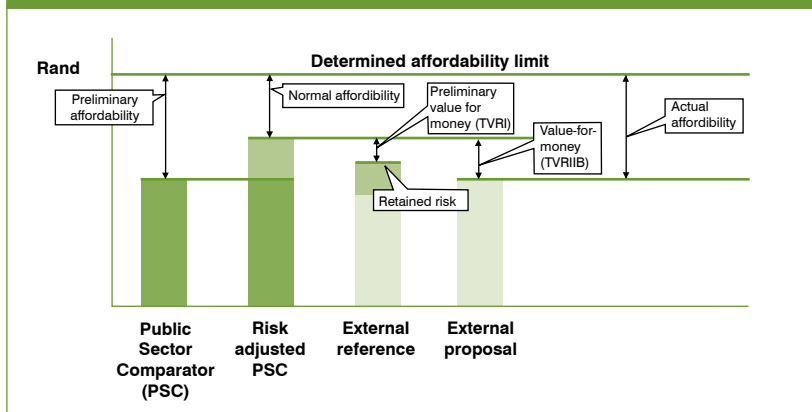 Determined affordability limit
Rand
Preliminary
affordability
Normal affordibility
Preliminary
value for
money (TVRI)
Value-for-
money
(TVRIIB)
Actual
affordibility
Retained risk
Public
Sector
Comparator
(PSC)
Risk
adjusted
PSC
External
reference
External
proposal